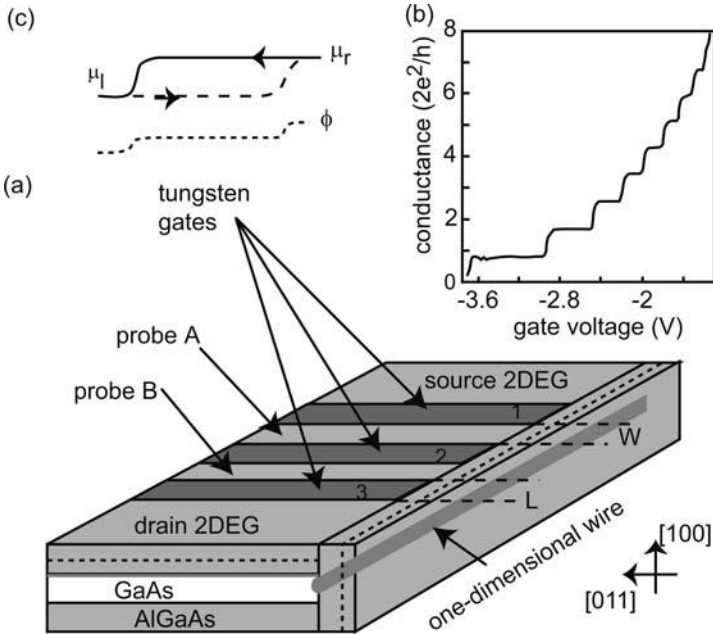 (c)
μl
μr
ϕ
(b)
conductance (2e²/h)
8
6
4
2
0
-3.6
-2.8
-2
gate voltage (V)
(a)
tungsten
gates
probe A
probe B
source 2DEG
1
2
3
W
L
drain 2DEG
one-dimensional wire
GaAs
AlGaAs
[100]
[011]